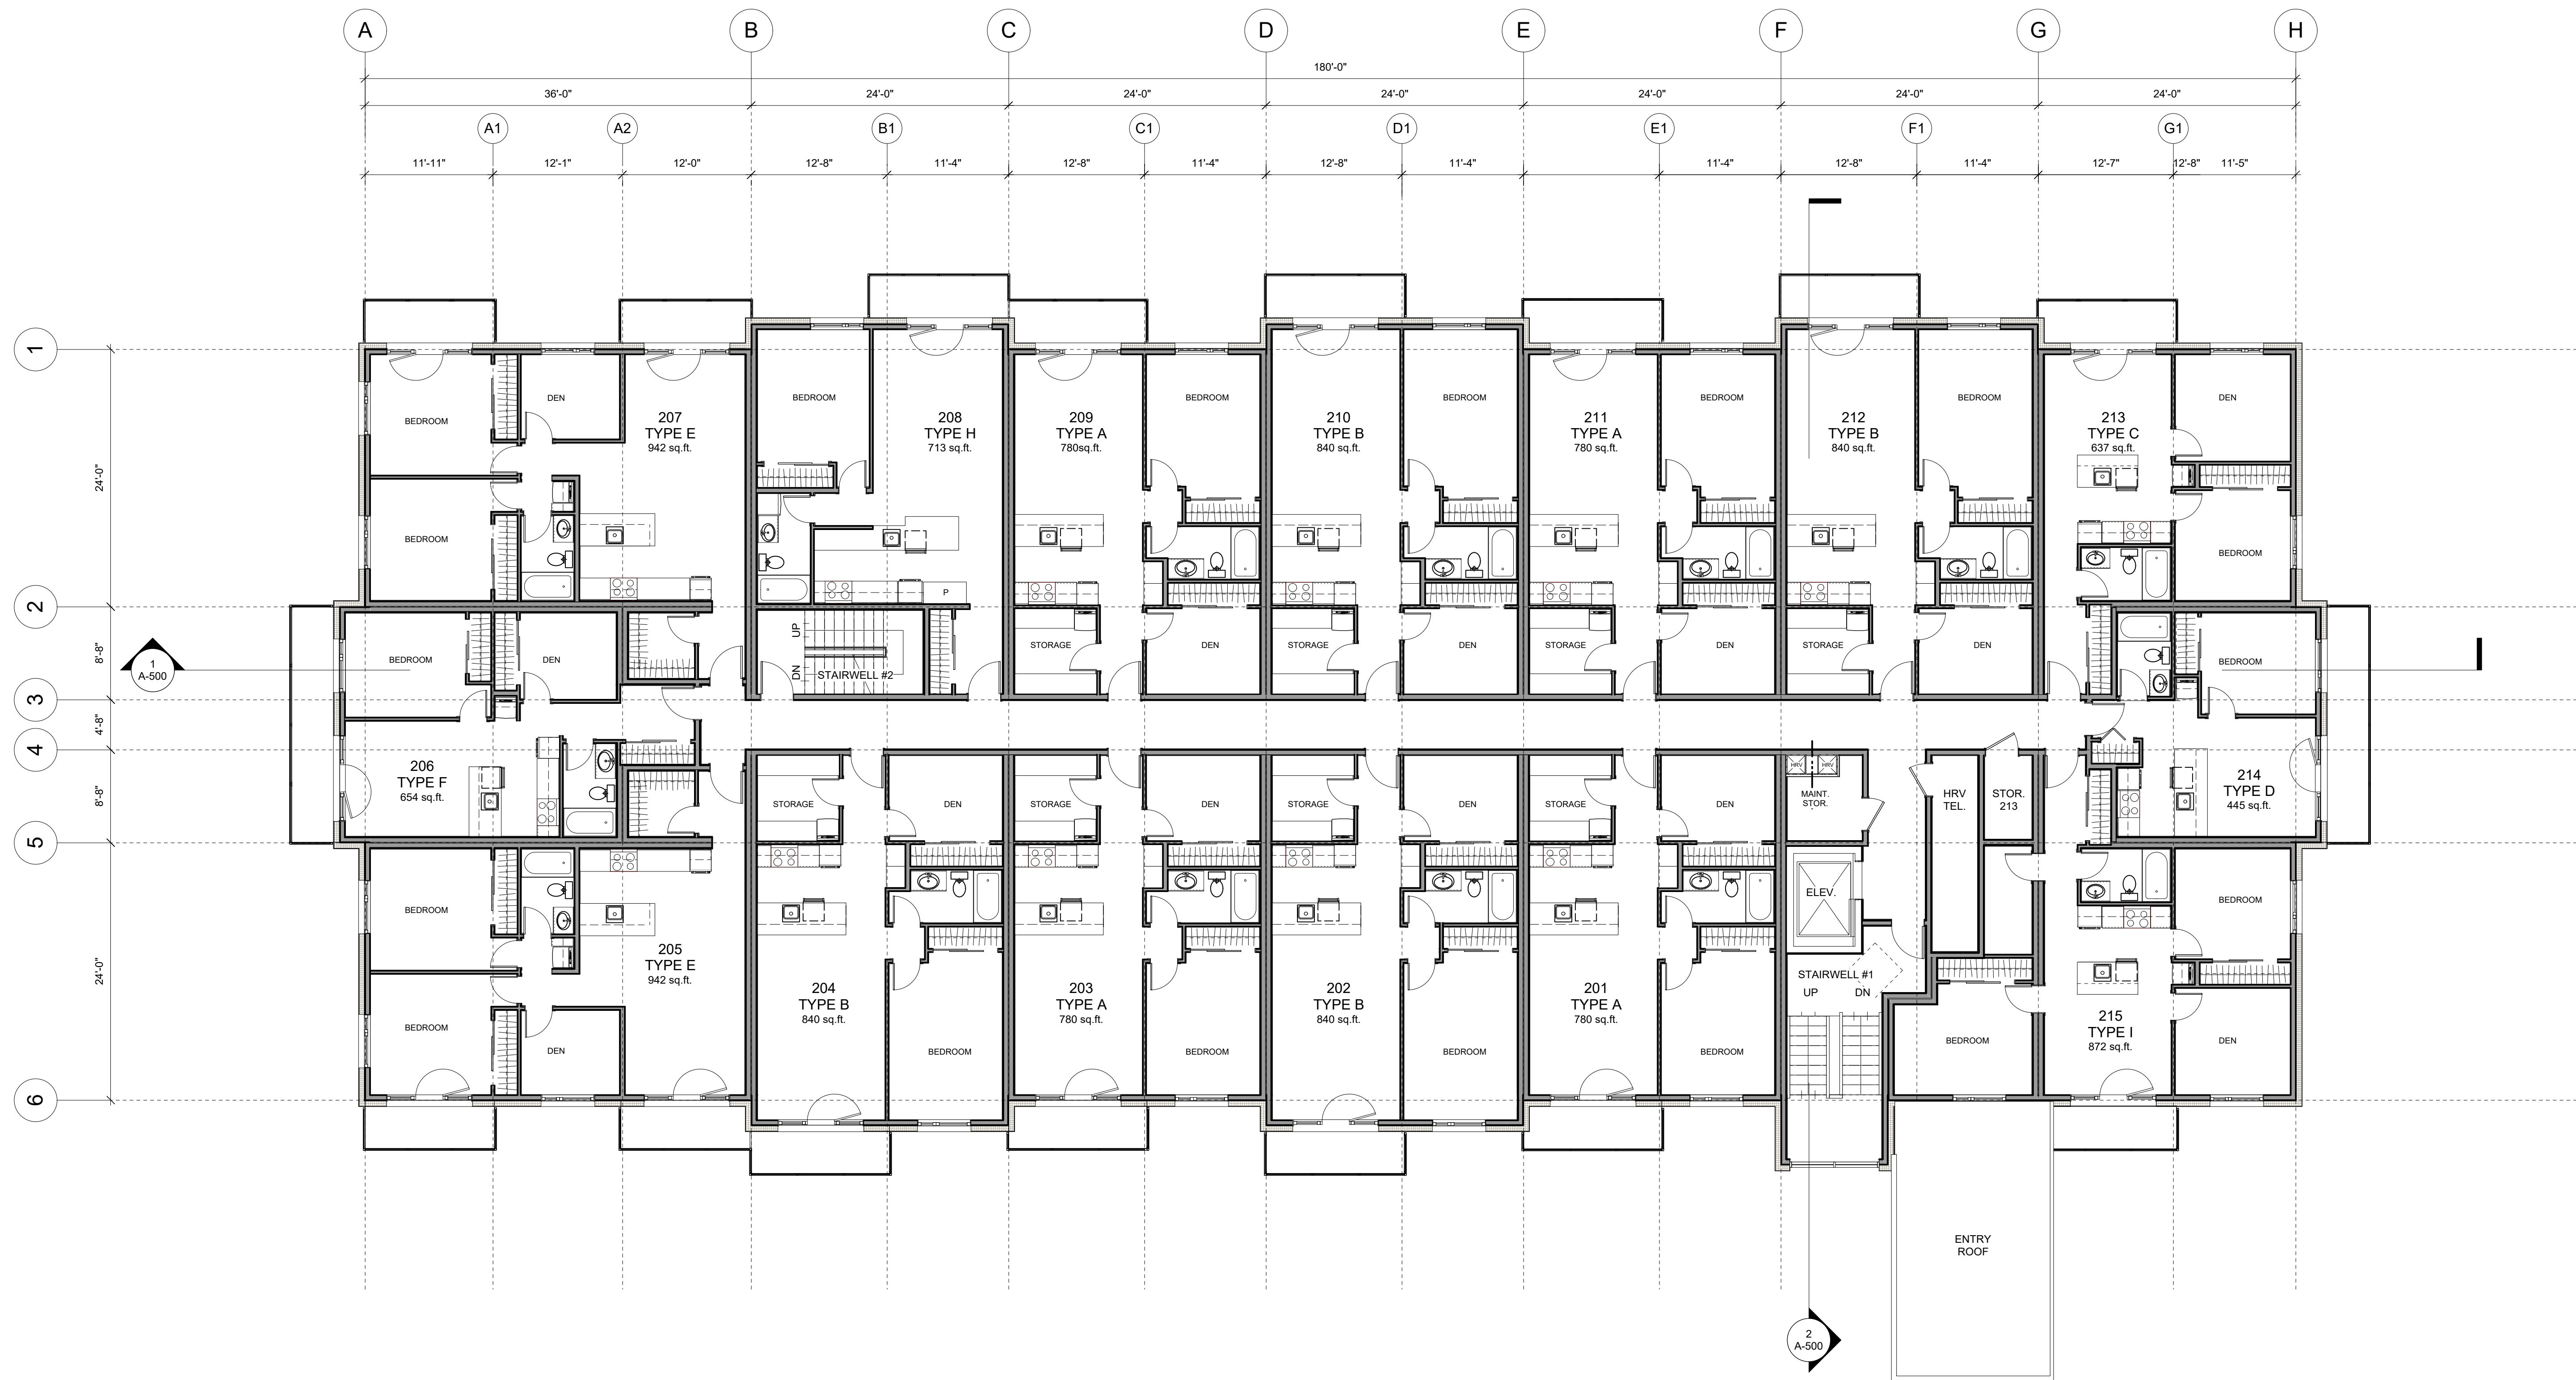 A B C D E F G H
180'-0"
36'-0" 24'-0" 24'-0" 24'-0" 24'-0" 24'-0" 24'-0"
A1 A2 B1 C1 D1 E1 F1 G1
11'-11" 12'-1" 12'-0" 12'-8" 11'-4" 12'-8" 11'-4" 12'-8" 11'-4" 11'-4" 12'-8" 11'-4" 12'-7" 12'-8" 11'-5"
1
24'-0"
2
8'-8"
3
4'-8"
4
8'-8"
5
24'-0"
6
1
A-500
BEDROOM
DEN
207
TYPE E
942 sq.ft.
BEDROOM
BEDROOM
208
TYPE H
713 sq.ft.
P
209
TYPE A
780sq.ft.
BEDROOM
STORAGE
DEN
210
TYPE B
840 sq.ft.
BEDROOM
STORAGE
DEN
211
TYPE A
780 sq.ft.
BEDROOM
STORAGE
DEN
212
TYPE B
840 sq.ft.
BEDROOM
STORAGE
DEN
213
TYPE C
637 sq.ft.
DEN
BEDROOM
BEDROOM
DEN
UP
DN
STAIRWELL #2
206
TYPE F
654 sq.ft.
BEDROOM
214
TYPE D
445 sq.ft.
BEDROOM
205
TYPE E
942 sq.ft.
BEDROOM
DEN
STORAGE
DEN
204
TYPE B
840 sq.ft.
BEDROOM
STORAGE
DEN
203
TYPE A
780 sq.ft.
BEDROOM
STORAGE
DEN
202
TYPE B
840 sq.ft.
BEDROOM
STORAGE
DEN
201
TYPE A
780 sq.ft.
BEDROOM
HRV HRV
MAINT.
STOR.
HRV
TEL.
STOR.
213
ELEV.
STAIRWELL #1
UP DN
BEDROOM
BEDROOM
215
TYPE I
872 sq.ft.
DEN
ENTRY
ROOF
2
A-500